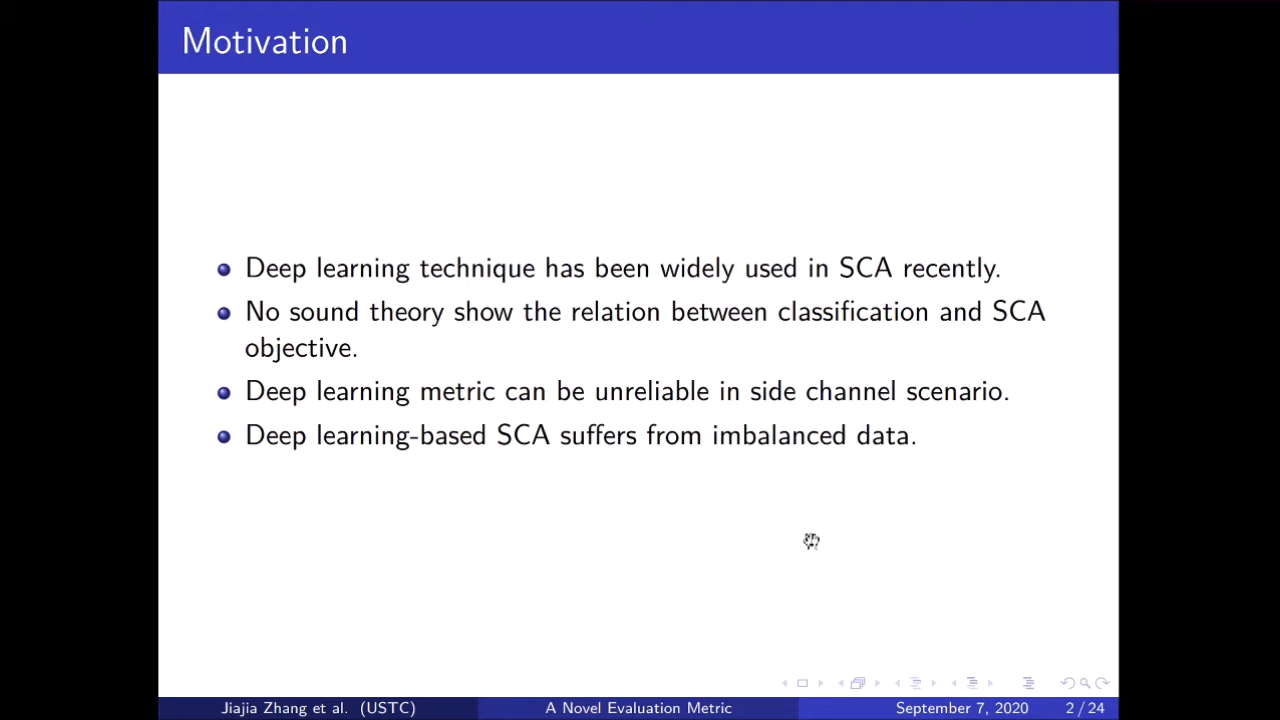 Motivation
Deep learning technique has been widely used in SCA recently.
No sound theory show the relation between classification and SCA
objective.
Deep learning metric can be unreliable in side channel scenario.
Deep learning-based SCA suffers from imbalanced data.
Jiajia Zhang et al. (USTC) A Novel Evaluation Metric September 7, 2020 2 / 24